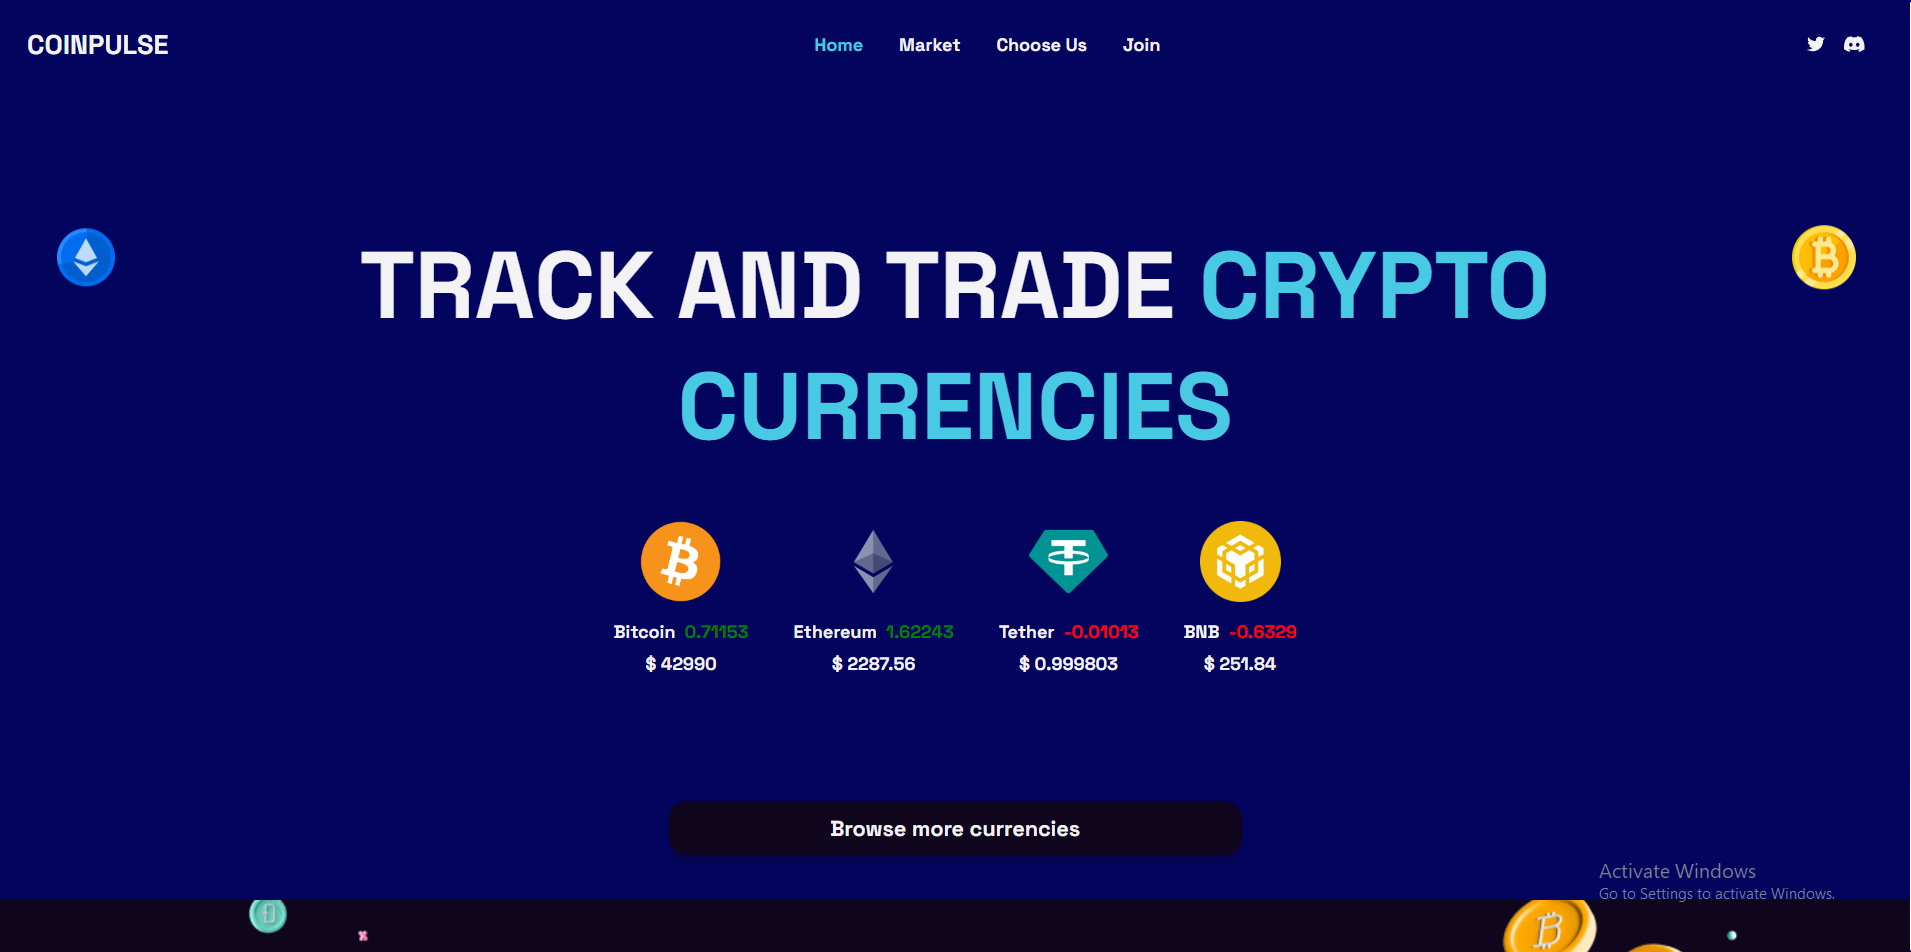 COINPULSE
Home Market Choose Us Join
TRACK AND TRADE CRYPTO
CURRENCIES
Bitcoin 0.71153 Ethereum 1.62243 Tether -0.01013 BNB -0.6329
$ 42990 $ 2287.56 $ 0.999803 $ 251.84
Browse more currencies
Activate Windows
Go to Settings to activate Windows.